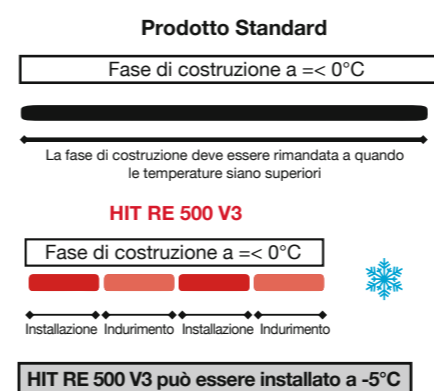 Prodotto Standard
Fase di costruzione a =< 0°C
La fase di costruzione deve essere rimandata a quando
le temperature siano superiori
HIT RE 500 V3
Fase di costruzione a =< 0°C
Installazione Indurimento Installazione Indurimento
HIT RE 500 V3 può essere installato a -5°C